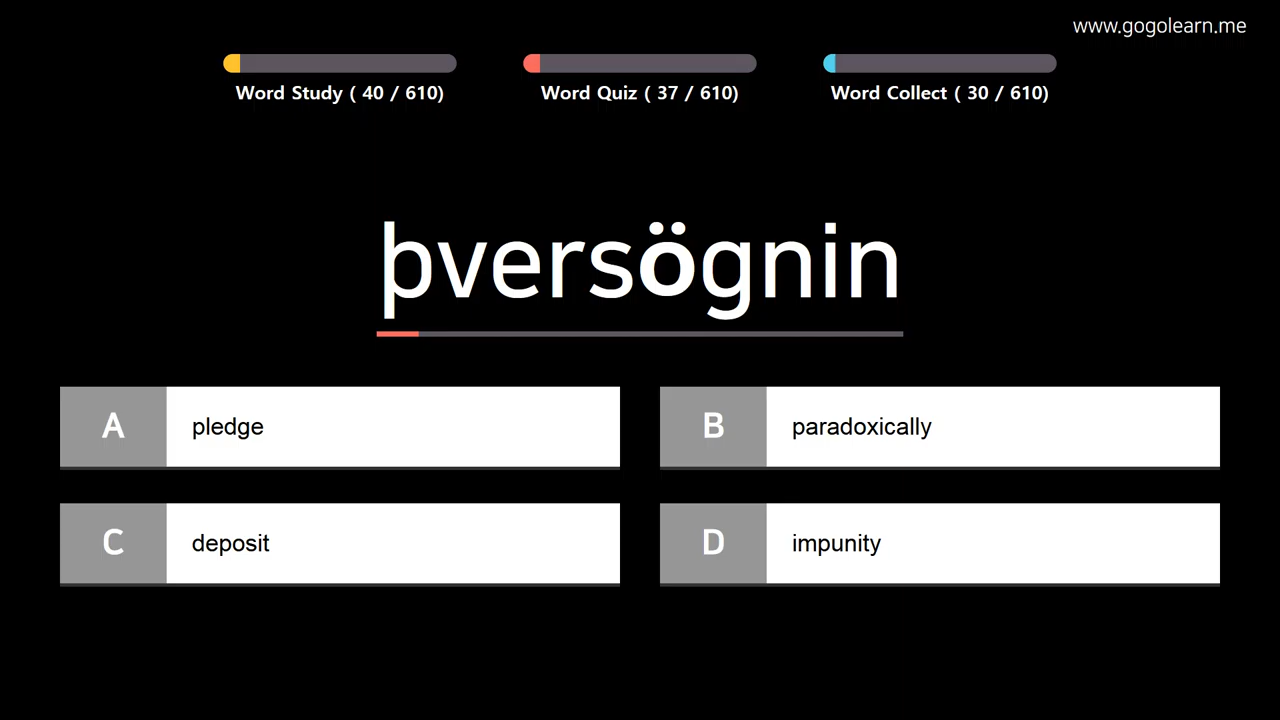 www.gogolearn.me
Word Study ( 40 / 610)
Word Quiz ( 37 / 610)
Word Collect ( 30 / 610)
þversögnin
A pledge
B paradoxically
C deposit
D impunity